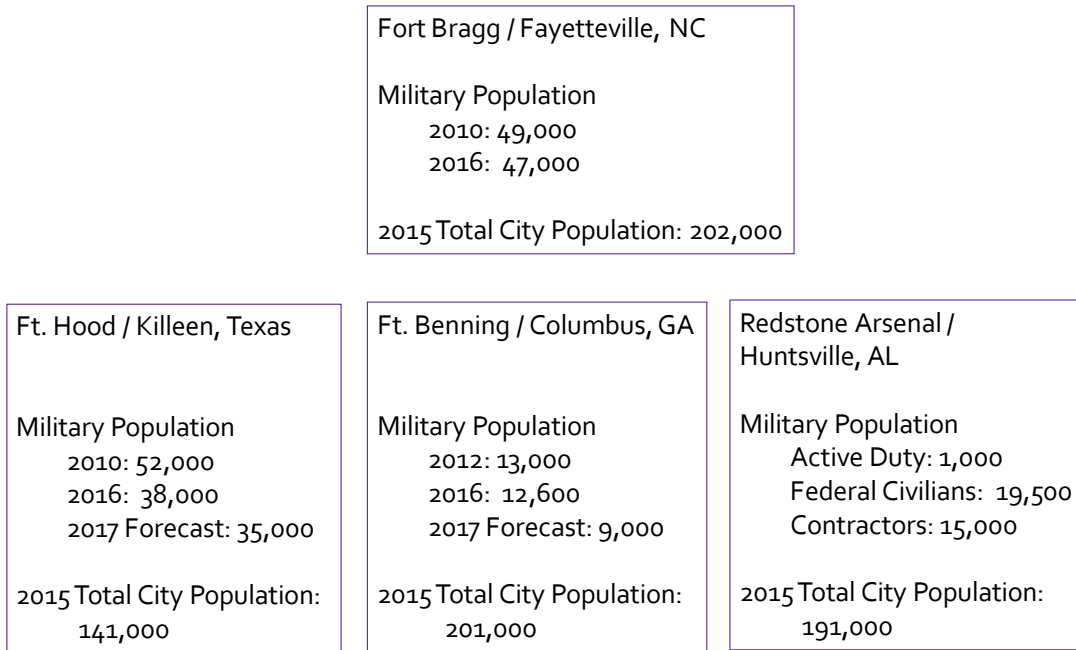 Fort Bragg / Fayetteville, NC
Military Population
2010: 49,000
2016: 47,000
2015 Total City Population: 202,000
Ft. Hood / Killeen, Texas
Military Population
2010: 52,000
2016: 38,000
2017 Forecast: 35,000
2015 Total City Population:
141,000
Ft. Benning / Columbus, GA
Military Population
2012: 13,000
2016: 12,600
2017 Forecast: 9,000
2015 Total City Population:
201,000
Redstone Arsenal /
Huntsville, AL
Military Population
Active Duty: 1,000
Federal Civilians: 19,500
Contractors: 15,000
2015 Total City Population:
191,000